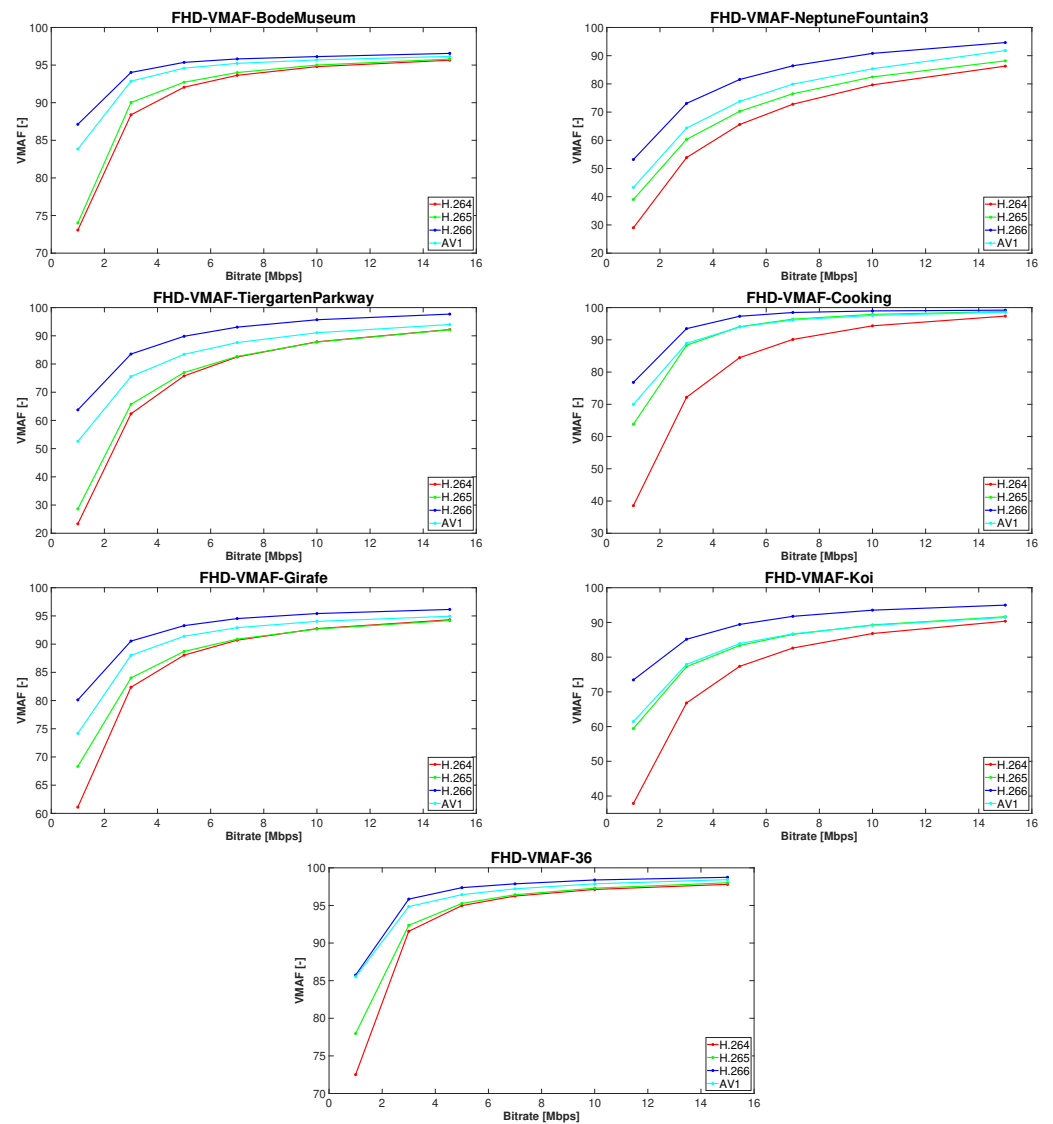 FHD-VMAF-BodeMuseum
100
95
90
85
80
75
70
VMAF [-]
0 2 4 6 8 10 12 14 16
Bitrate [Mbps]
H.264
H.265
H.266
AV1
FHD-VMAF-NeptuneFountain3
100
90
80
70
60
50
40
30
20
VMAF [-]
0 2 4 6 8 10 12 14 16
Bitrate [Mbps]
H.264
H.265
H.266
AV1
FHD-VMAF-TiergartenParkway
100
90
80
70
60
50
40
30
20
VMAF [-]
0 2 4 6 8 10 12 14 16
Bitrate [Mbps]
H.264
H.265
H.266
AV1
FHD-VMAF-Cooking
100
90
80
70
60
50
40
30
VMAF [-]
0 2 4 6 8 10 12 14 16
Bitrate [Mbps]
H.264
H.265
H.266
AV1
FHD-VMAF-Girafe
100
95
90
85
80
75
70
65
60
VMAF [-]
0 2 4 6 8 10 12 14 16
Bitrate [Mbps]
H.264
H.265
H.266
AV1
FHD-VMAF-Koi
100
90
80
70
60
50
40
VMAF [-]
0 2 4 6 8 10 12 14 16
Bitrate [Mbps]
H.264
H.265
H.266
AV1
FHD-VMAF-36
100
95
90
85
80
75
70
VMAF [-]
0 2 4 6 8 10 12 14 16
Bitrate [Mbps]
H.264
H.265
H.266
AV1